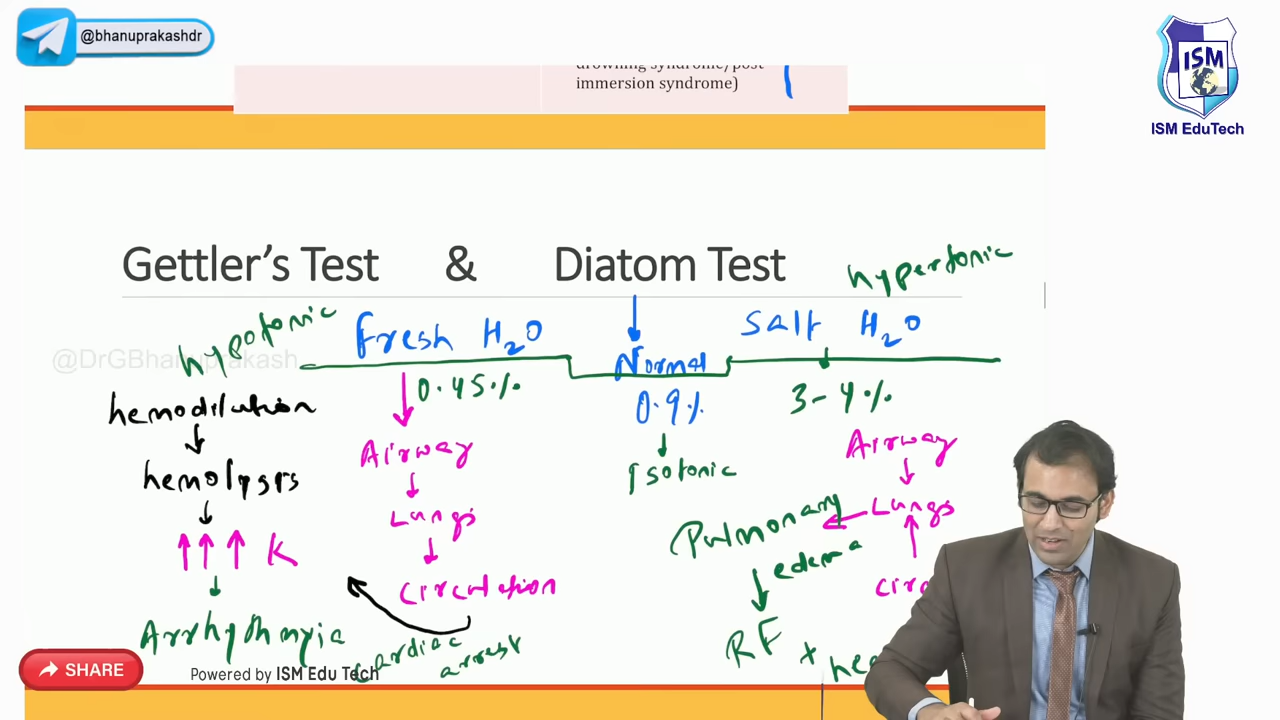 @bhanuprakashdr
drowning syndrome/post
immersion syndrome)
ISM
ISM EduTech
Gettler's Test & Diatom Test
hypotonic
Fresh H2O
Normal
Salt H2O
hypertonic
@DrGBhanuprakash
0.45%
0.9%
3-4%
hemodilution
hemolysis
K
Arrhythmyia
Airway
Lungs
Circulation
Cardiac
arrest
Isotonic
Airway
Lungs
Pulmonary
edema
RF +
SHARE
Powered by ISM Edu Tech